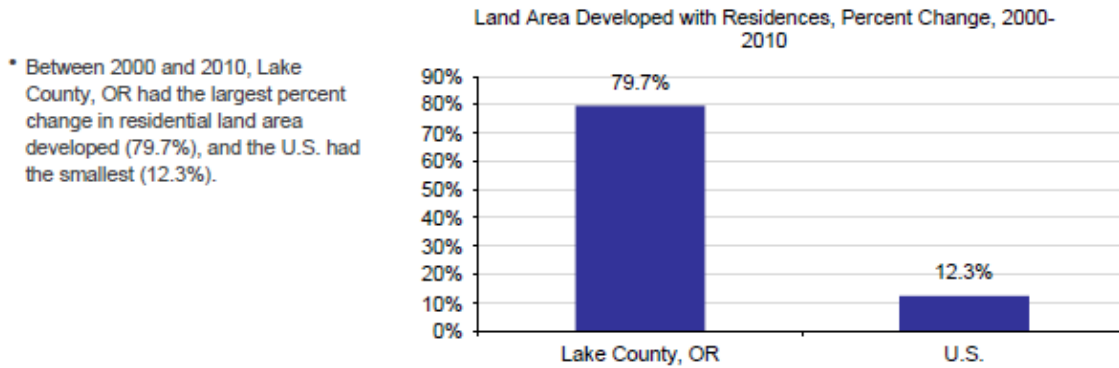 Land Area Developed with Residences, Percent Change, 2000-
2010
• Between 2000 and 2010, Lake
County, OR had the largest percent
change in residential land area
developed (79.7%), and the U.S. had
the smallest (12.3%).
90%
80%
70%
60%
50%
40%
30%
20%
10%
0%
79.7%
12.3%
Lake County, OR
U.S.